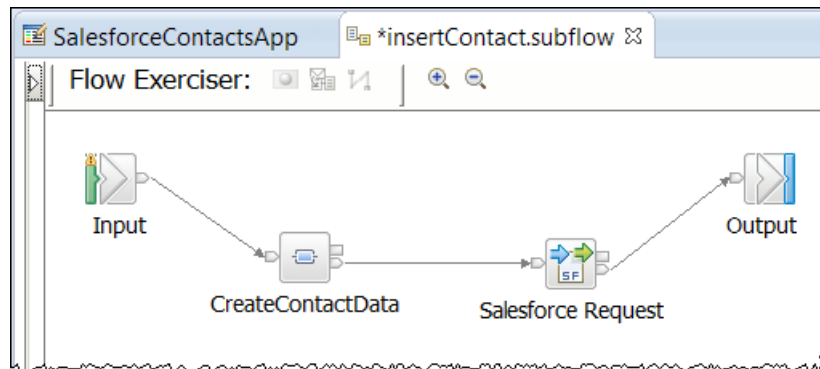 SalesforceContactsApp
*insertContact.subflow
Flow Exerciser:
Input
Output
CreateContactData
SF
Salesforce Request